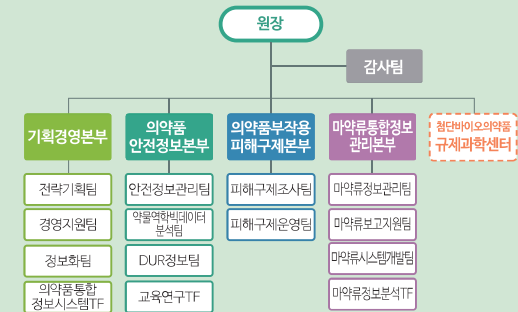 원장
감사팀
기획경영본부
의약품
안전정보본부
의약품부작용
피해구제본부
마약류통합정보
관리본부
첨단바이오의약품
규제과학센터
전략기획팀
경영지원팀
정보화팀
의약품통합
정보시스템TF
안전정보관리팀
약물역학빅데이터
분석팀
DUR정보팀
교육연구TF
피해구제조사팀
피해구제운영팀
마약류정보관리팀
마약류보고지원팀
마약류시스템개발팀
마약류정보분석TF